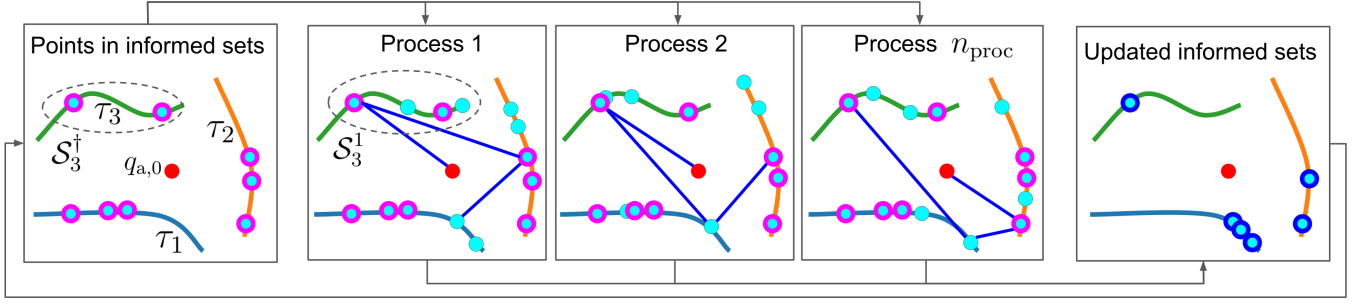 Points in informed sets
τ₃
𝒮₃†
τ₂
qₐ,₀
τ₁
Process 1
𝒮₃¹
Process 2
Process n_proc
Updated informed sets